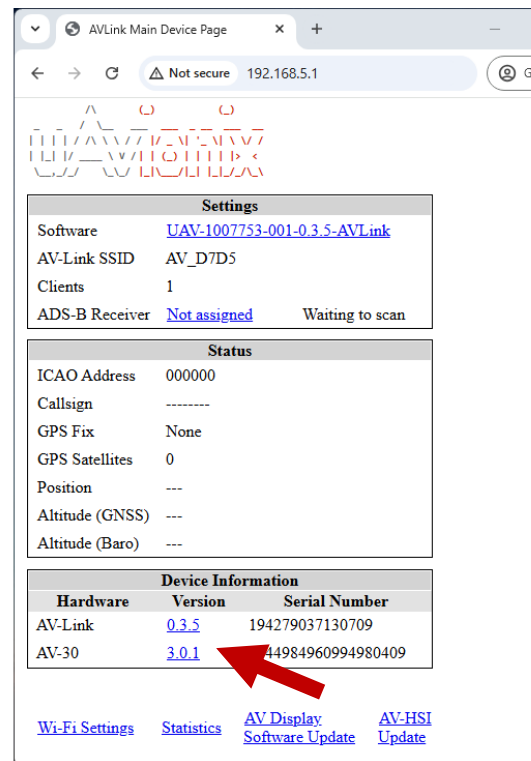 AVLink Main Device Page
Not secure 192.168.5.1
Settings
Software UAV-1007753-001-0.3.5-AVLink
AV-Link SSID AV_D7D5
Clients 1
ADS-B Receiver Not assigned Waiting to scan
Status
ICAO Address 000000
Callsign --------
GPS Fix None
GPS Satellites 0
Position ---
Altitude (GNSS) ---
Altitude (Baro) ---
Device Information
Hardware Version Serial Number
AV-Link 0.3.5 194279037130709
AV-30 3.0.1
Wi-Fi Settings Statistics AV Display Software Update AV-HSI Update